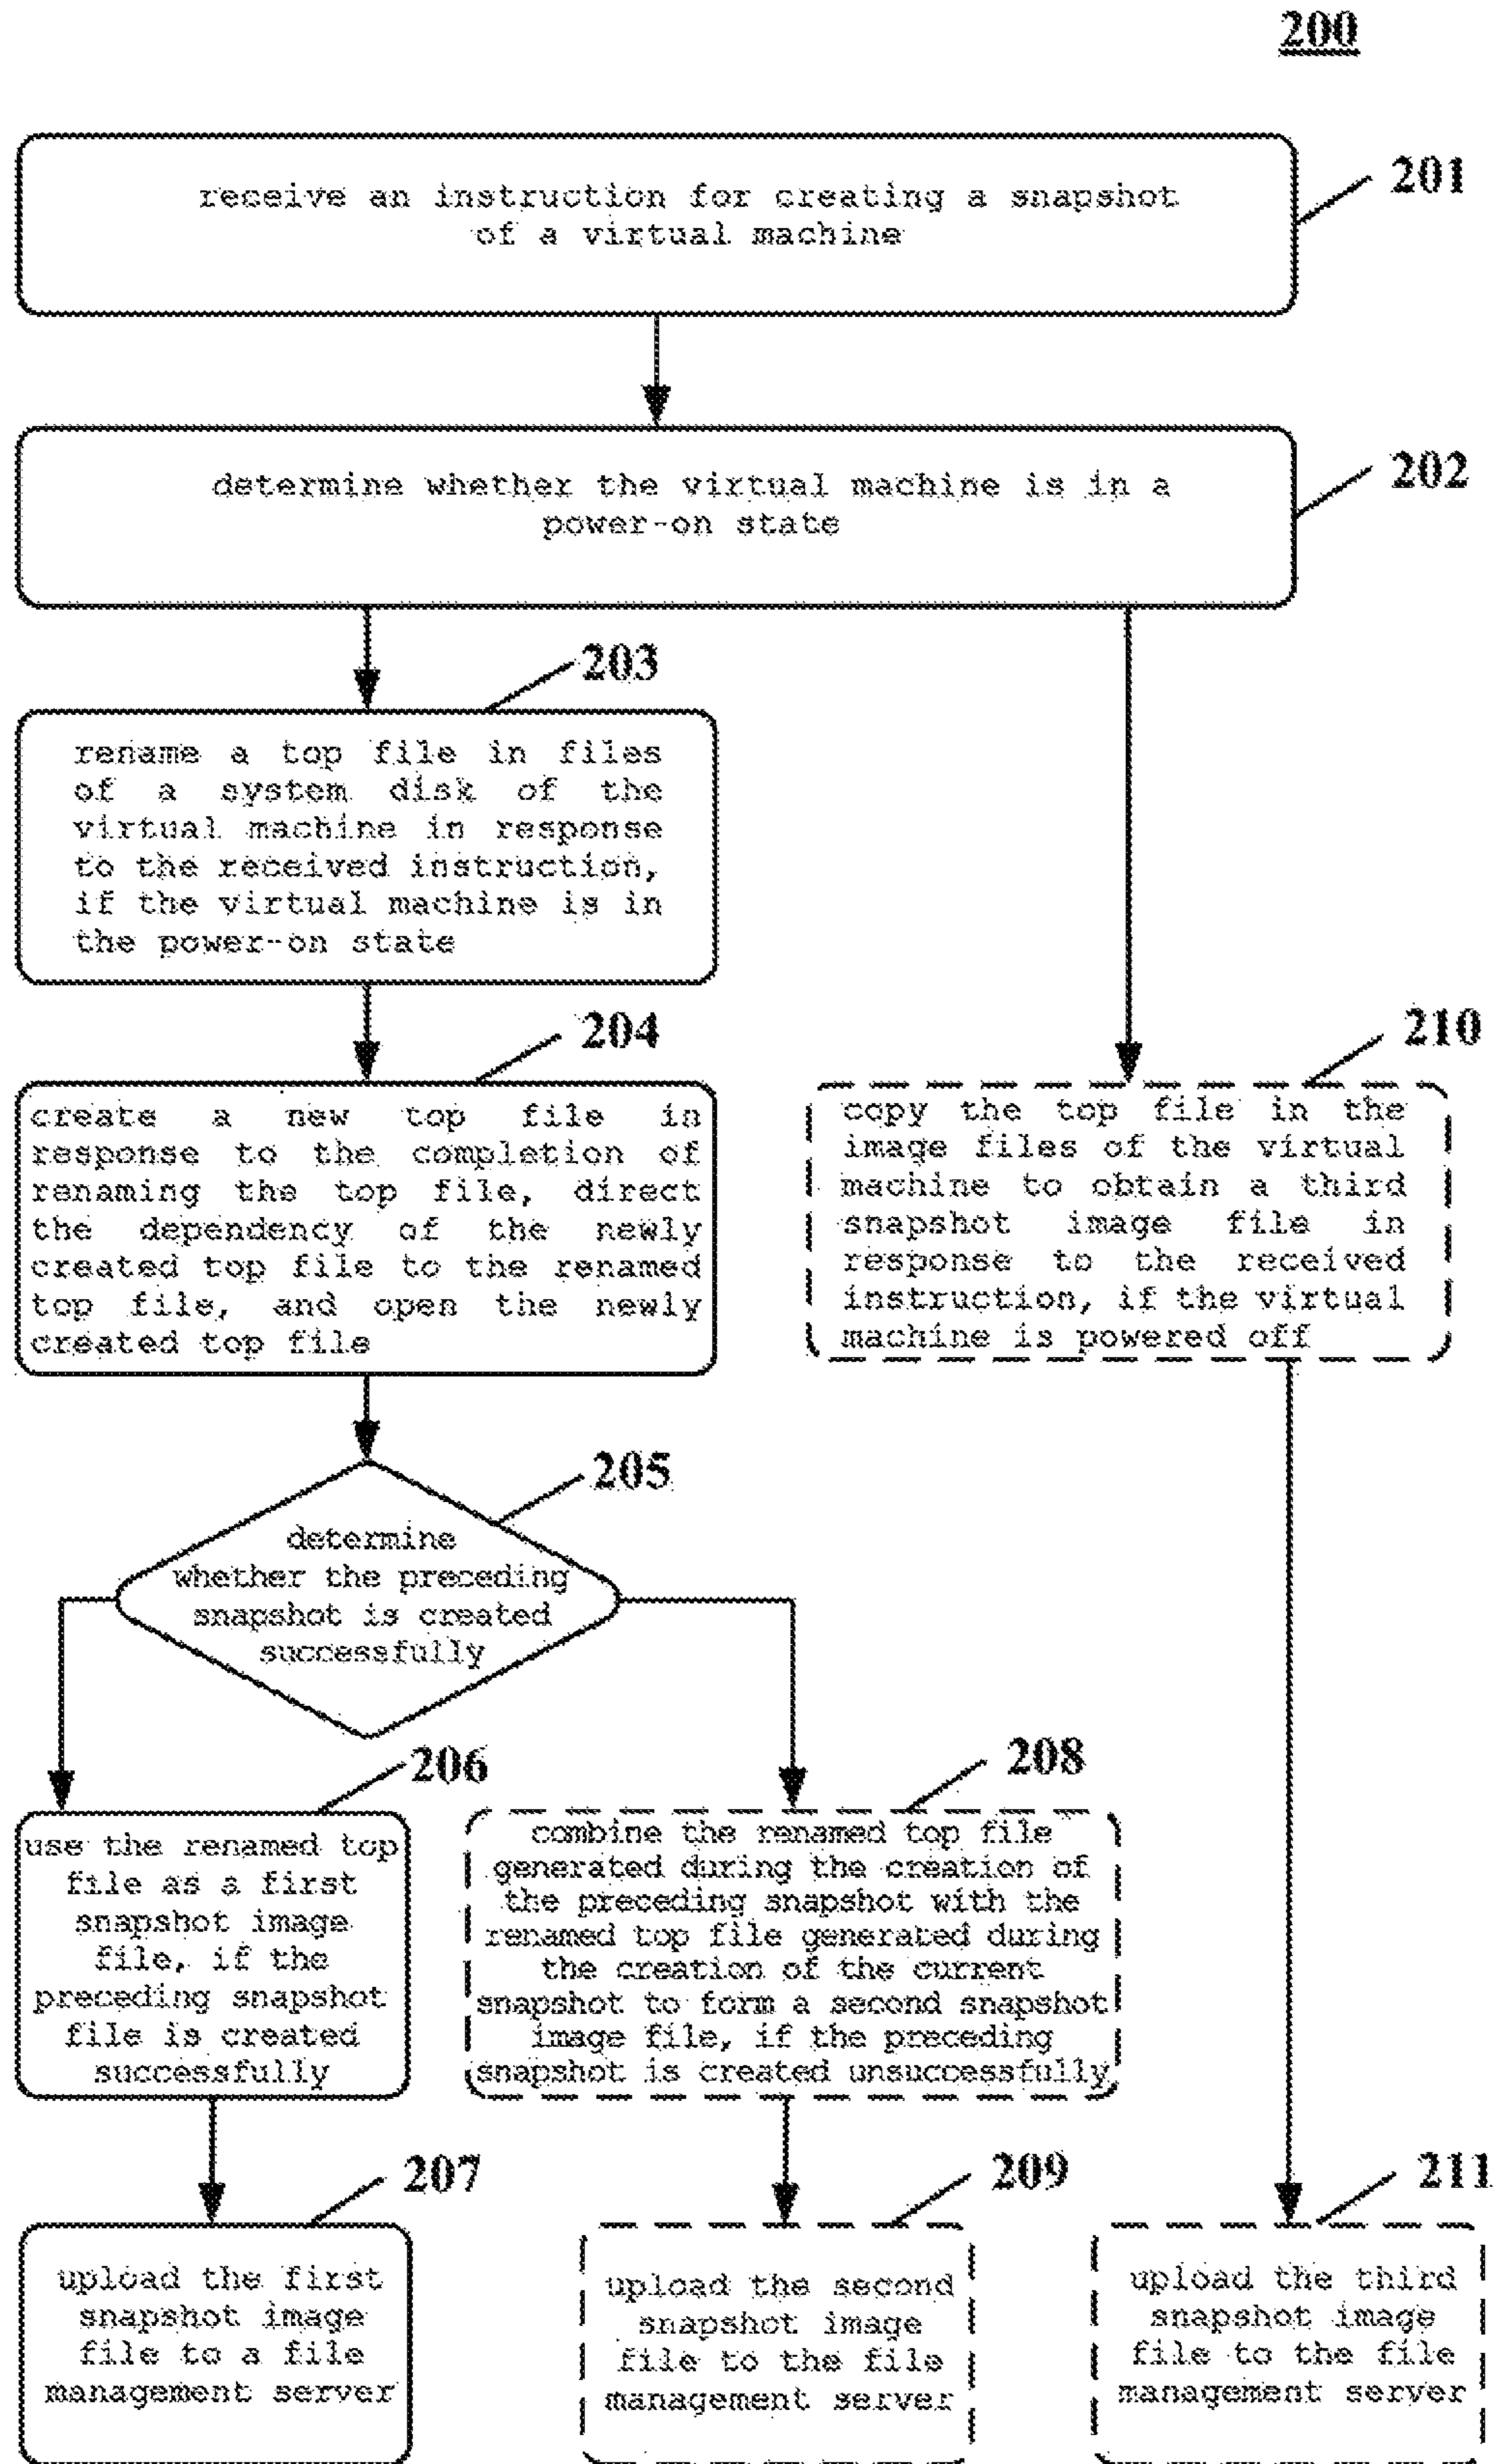 200
receive an instruction for creating a snapshot
of a virtual machine
201
determine whether the virtual machine is in a
power-on state
202
203
rename a top file in files
of a system disk of the
virtual machine in response
to the received instruction,
if the virtual machine is in
the power-on state
204
create a new top file in
response to the completion of
renaming the top file, direct
the dependency of the newly
created top file to the renamed
top file, and open the newly
created top file
210
copy the top file in the
image files of the virtual
machine to obtain a third
snapshot image file in
response to the received
instruction, if the virtual
machine is powered off
205
determine
whether the preceding
snapshot is created
successfully
206
use the renamed top
file as a first
snapshot image
file, if the
preceding snapshot
file is created
successfully
208
combine the renamed top file
generated during the creation of
the preceding snapshot with the
renamed top file generated during
the creation of the current
snapshot to form a second snapshot
image file, if the preceding
snapshot is created unsuccessfully
207
upload the first
snapshot image
file to a file
management server
209
upload the second
snapshot image
file to the file
management server
211
upload the third
snapshot image
file to the file
management server